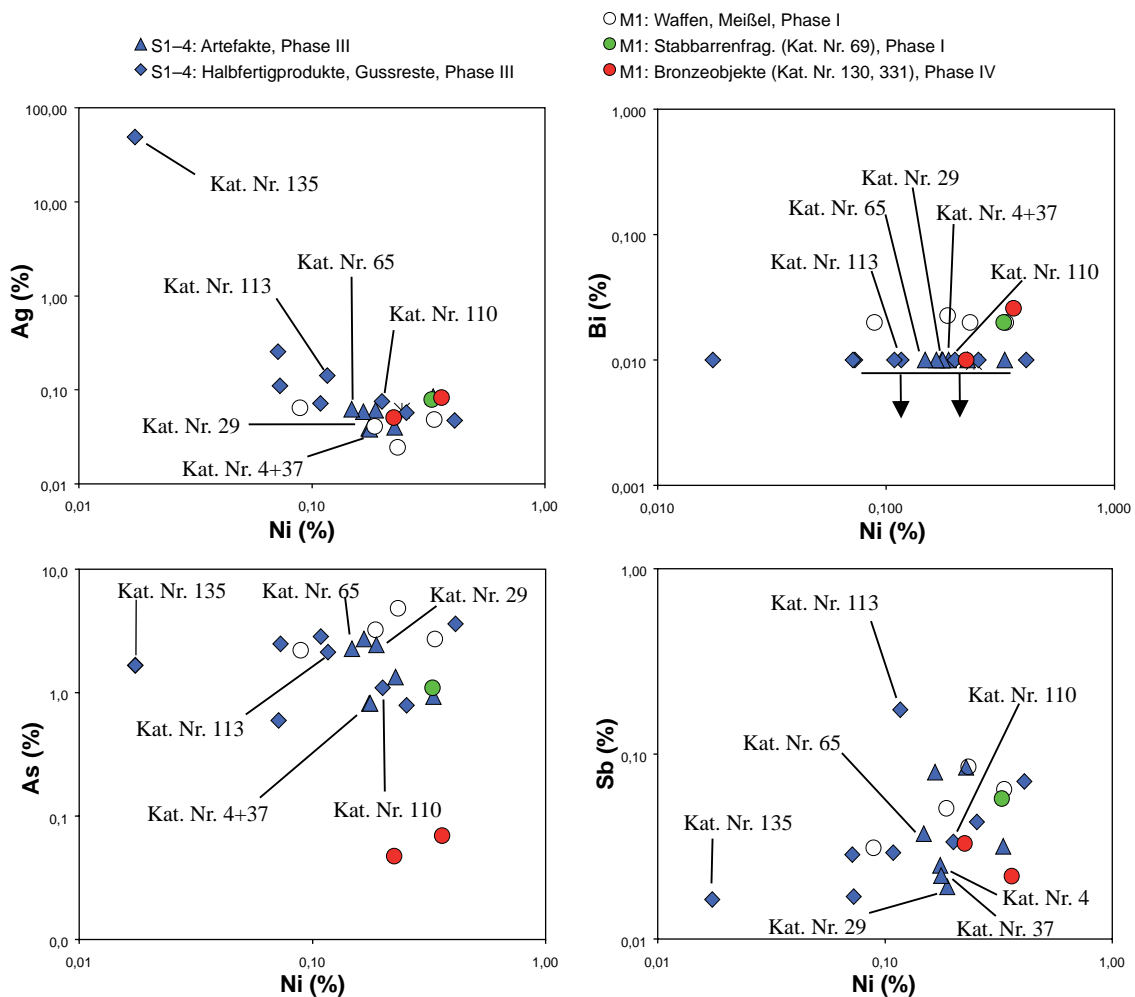 S1–4: Artefakte, Phase III
S1–4: Halbfertigprodukte, Gussreste, Phase III
M1: Waffen, Meißel, Phase I
M1: Stabbarrenfrag. (Kat. Nr. 69), Phase I
M1: Bronzeobjekte (Kat. Nr. 130, 331), Phase IV
100,00
10,00
1,00
0,10
0,01
Ag (%)
Kat. Nr. 135
Kat. Nr. 65
Kat. Nr. 113
Kat. Nr. 110
Kat. Nr. 29
Kat. Nr. 4+37
0,01
0,10
1,00
Ni (%)
1,000
0,100
0,010
0,001
Bi (%)
Kat. Nr. 29
Kat. Nr. 65
Kat. Nr. 4+37
Kat. Nr. 113
Kat. Nr. 110
0,010
0,100
1,000
Ni (%)
10,0
1,0
0,1
0,0
As (%)
Kat. Nr. 135
Kat. Nr. 65
Kat. Nr. 29
Kat. Nr. 113
Kat. Nr. 4+37
Kat. Nr. 110
0,01
0,10
1,00
Ni (%)
1,00
0,10
0,01
Sb (%)
Kat. Nr. 113
Kat. Nr. 110
Kat. Nr. 65
Kat. Nr. 135
Kat. Nr. 4
Kat. Nr. 29
Kat. Nr. 37
0,01
0,10
1,00
Ni (%)